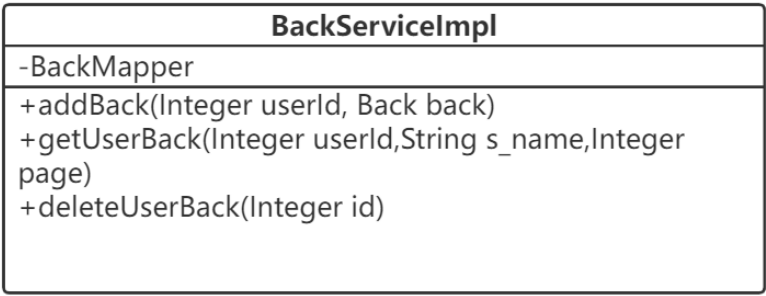 BackServiceImpl
-BackMapper
+addBack(Integer userId, Back back)
+getUserBack(Integer userId,String s_name,Integer
page)
+deleteUserBack(Integer id)